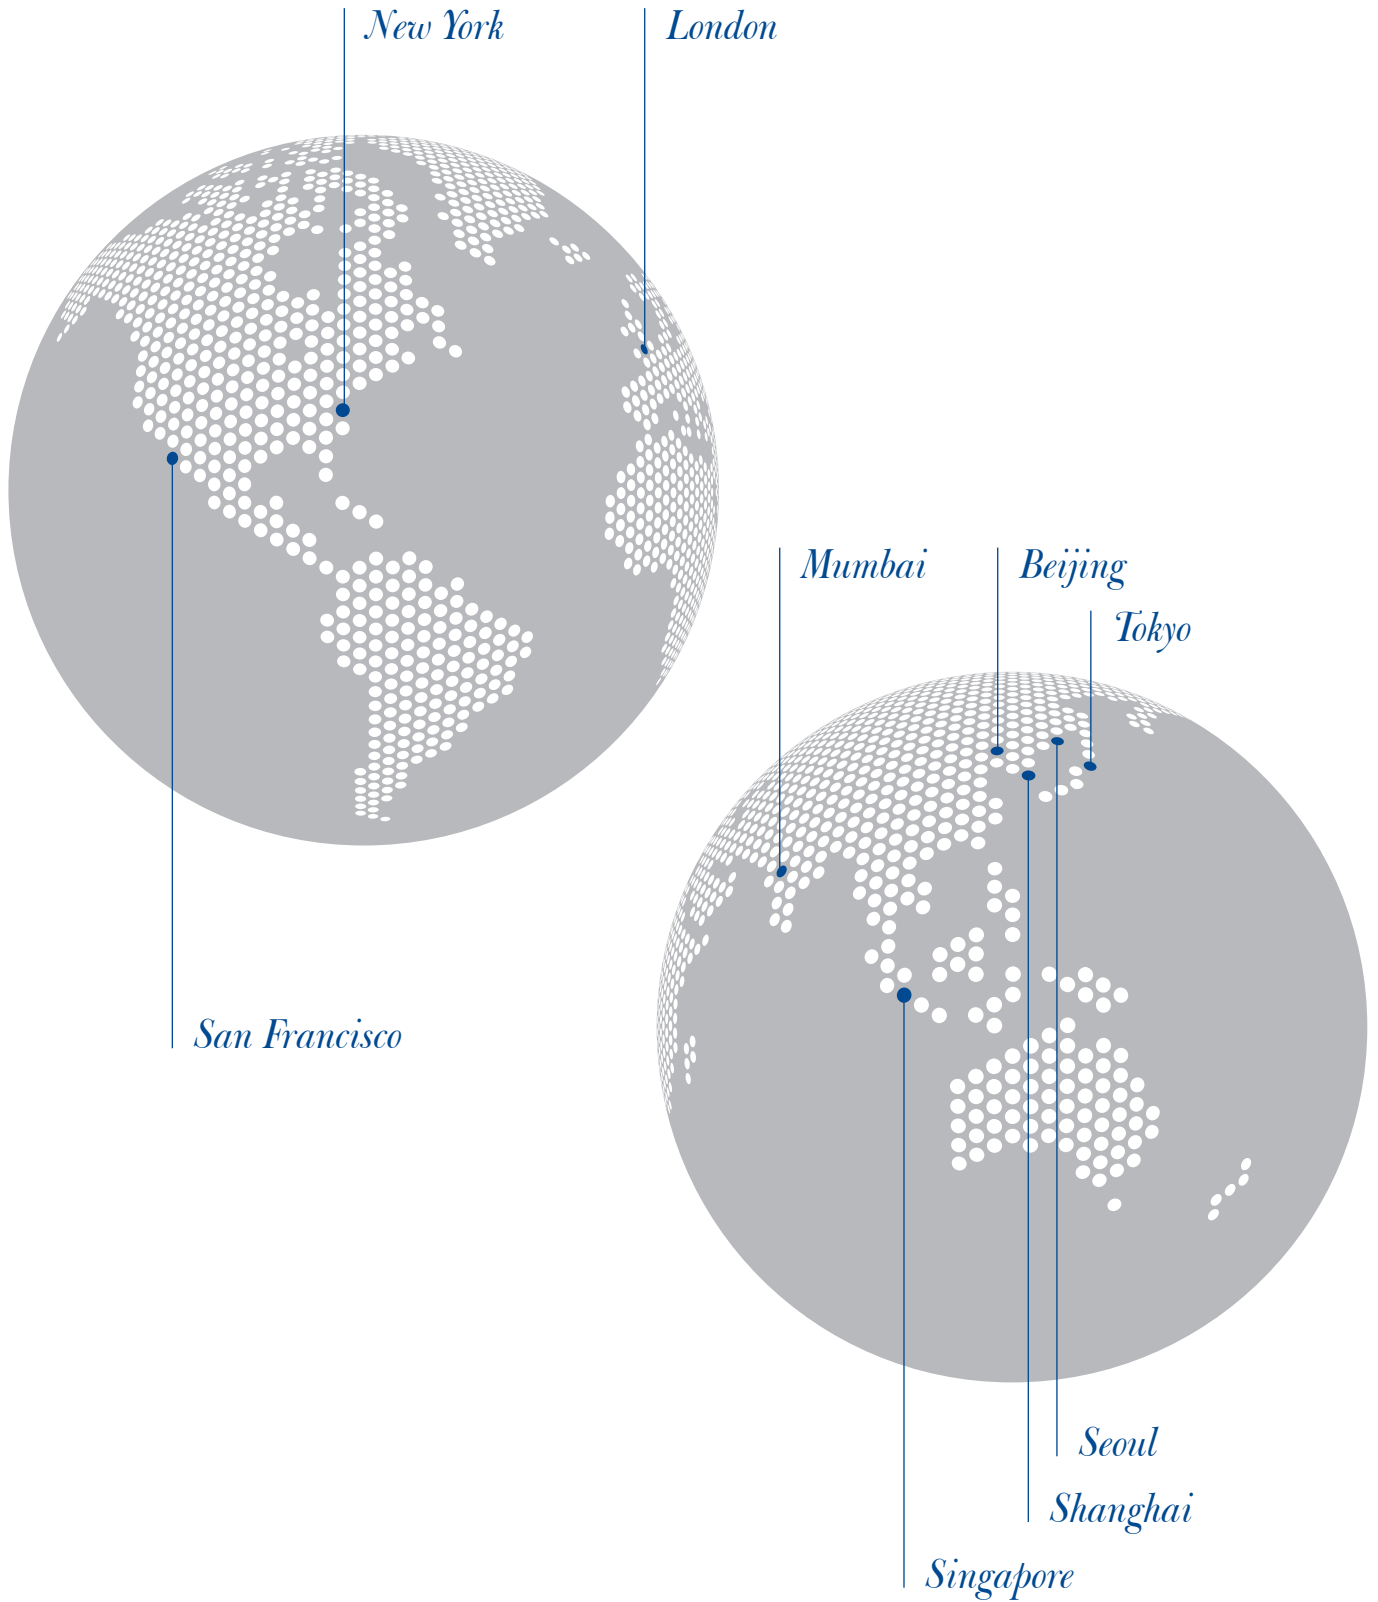 New York
London
Mumbai
Beijing
Tokyo
San Francisco
Seoul
Shanghai
Singapore